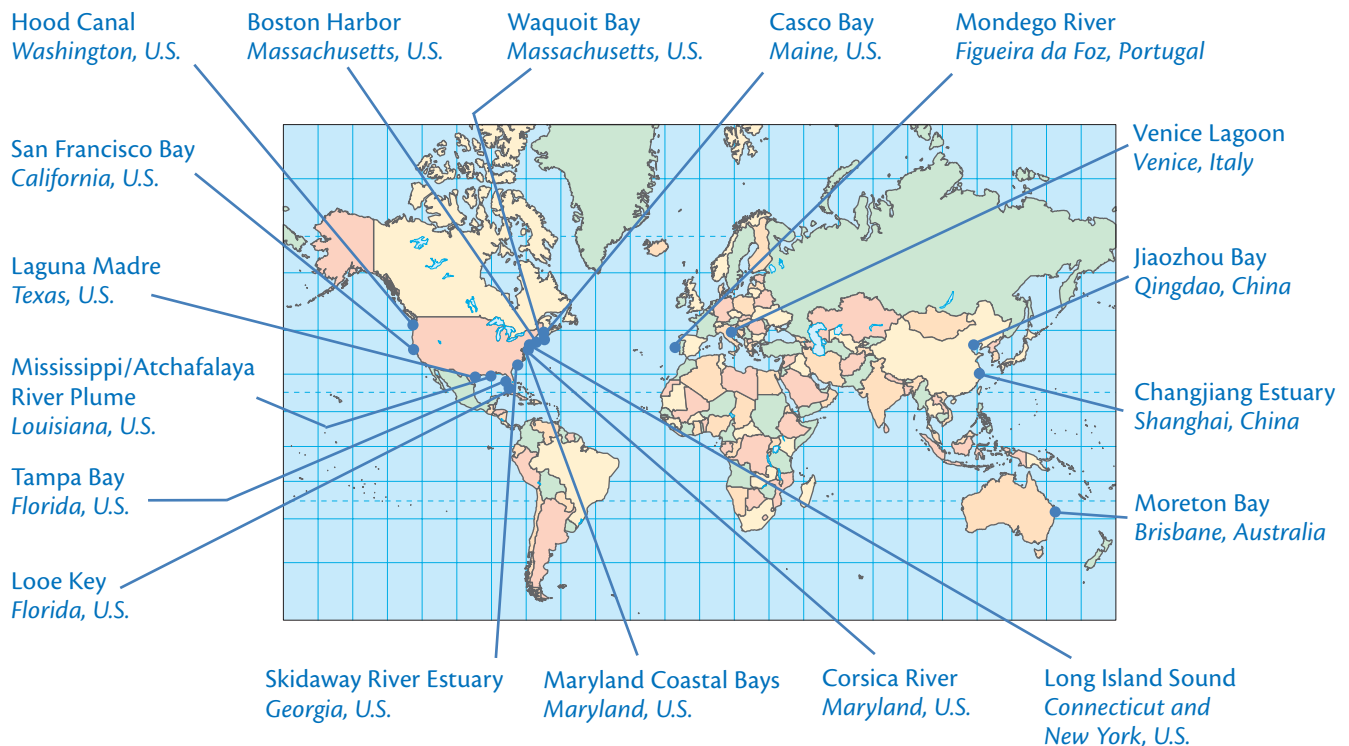 Hood Canal
Washington, U.S.
Boston Harbor
Massachusetts, U.S.
Waquoit Bay
Massachusetts, U.S.
Casco Bay
Maine, U.S.
Mondego River
Figueira da Foz, Portugal
San Francisco Bay
California, U.S.
Venice Lagoon
Venice, Italy
Laguna Madre
Texas, U.S.
Jiaozhou Bay
Qingdao, China
Mississippi/Atchafalaya
River Plume
Louisiana, U.S.
Changjiang Estuary
Shanghai, China
Tampa Bay
Florida, U.S.
Moreton Bay
Brisbane, Australia
Looe Key
Florida, U.S.
Skidaway River Estuary
Georgia, U.S.
Maryland Coastal Bays
Maryland, U.S.
Corsica River
Maryland, U.S.
Long Island Sound
Connecticut and
New York, U.S.